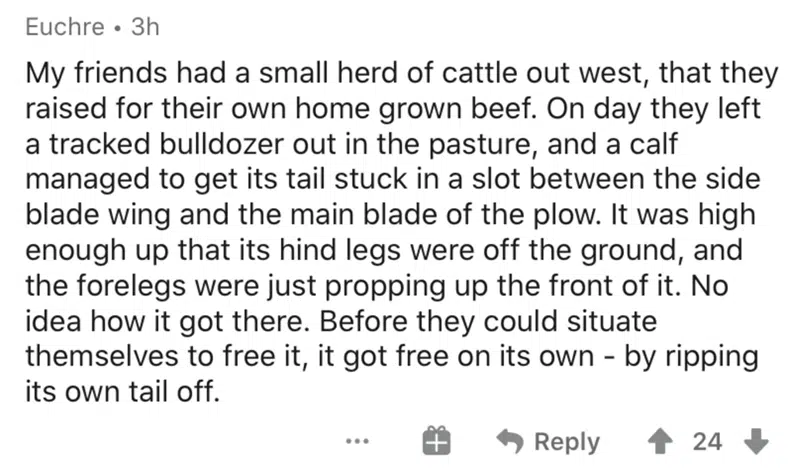 Euchre • 3h
My friends had a small herd of cattle out west, that they
raised for their own home grown beef. On day they left
a tracked bulldozer out in the pasture, and a calf
managed to get its tail stuck in a slot between the side
blade wing and the main blade of the plow. It was high
enough up that its hind legs were off the ground, and
the forelegs were just propping up the front of it. No
idea how it got there. Before they could situate
themselves to free it, it got free on its own - by ripping
its own tail off.
... Reply 24